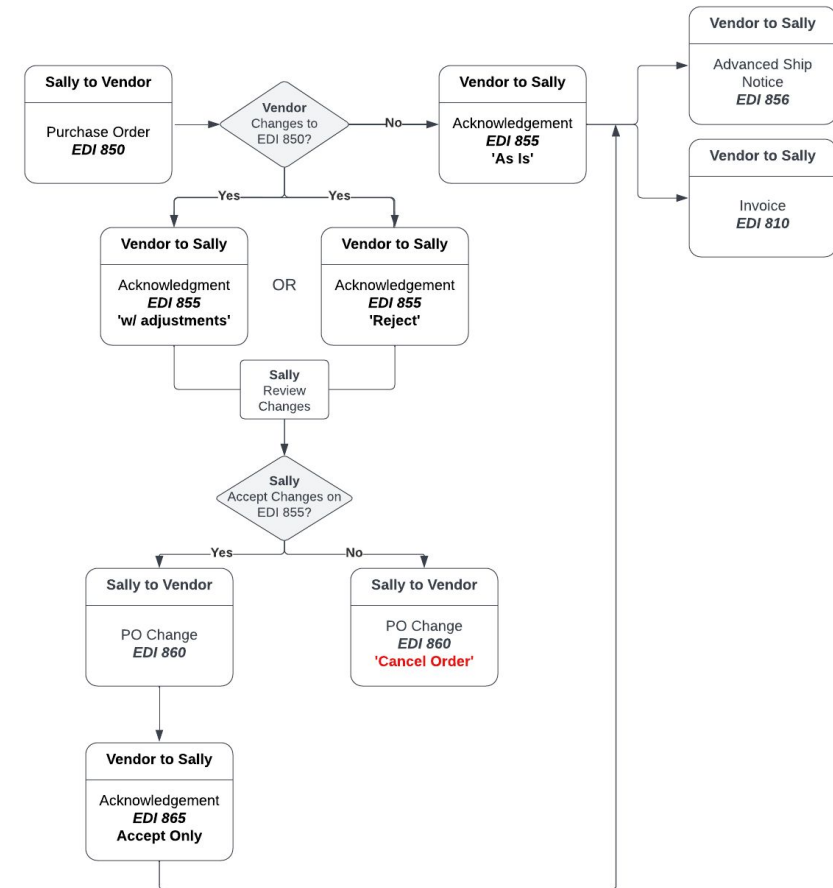 Vendor to Sally
Advanced Ship
Notice
EDI 856
Sally to Vendor
Purchase Order
EDI 850
Vendor
Changes to
EDI 850?
No
Vendor to Sally
Acknowledgement
EDI 855
'As Is'
Vendor to Sally
Invoice
EDI 810
Yes
Yes
Vendor to Sally
Acknowledgment
EDI 855
'w/ adjustments'
OR
Vendor to Sally
Acknowledgement
EDI 855
'Reject'
Sally
Review
Changes
Sally
Accept Changes on
EDI 855?
Yes
No
Sally to Vendor
PO Change
EDI 860
Sally to Vendor
PO Change
EDI 860
'Cancel Order'
Vendor to Sally
Acknowledgement
EDI 865
Accept Only